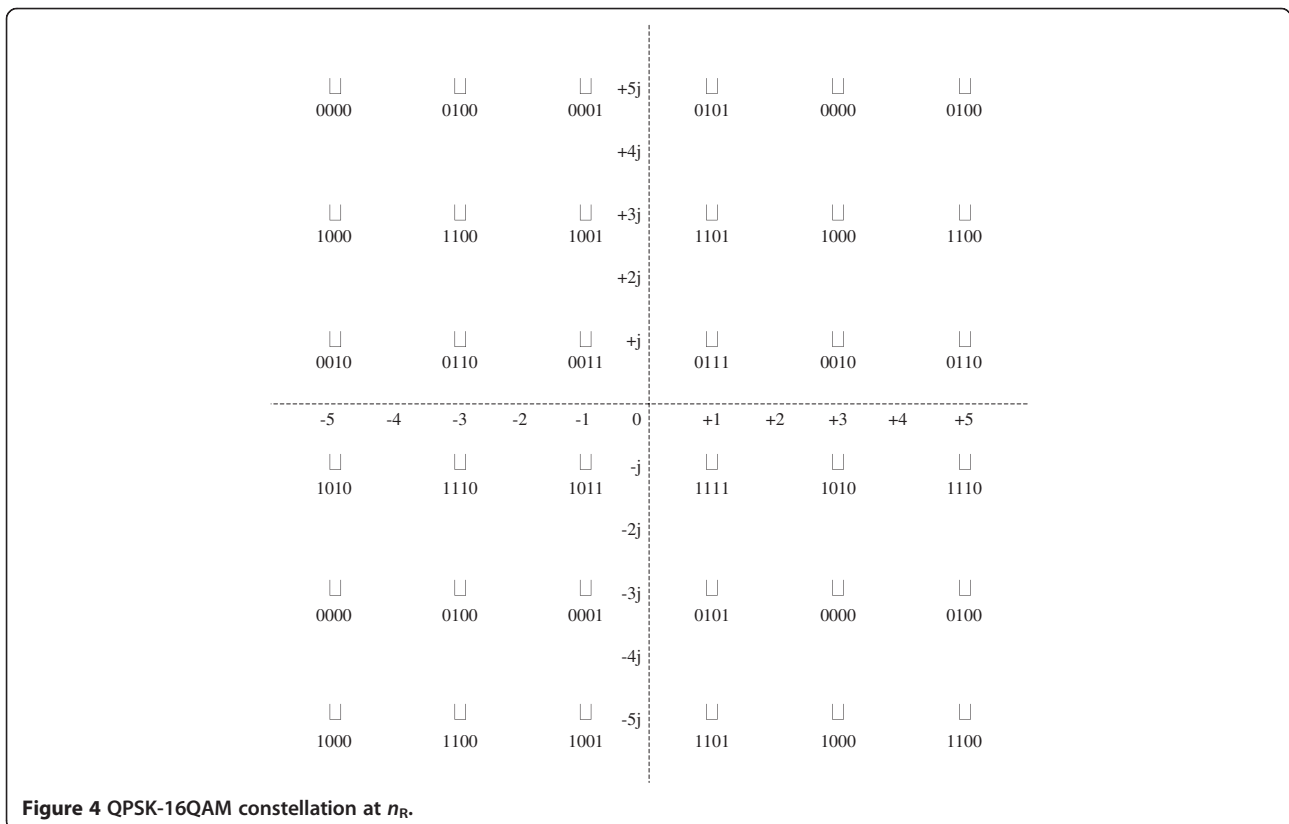 +5j
0000 0100 0001 0101 0000 0100
+4j
+3j
1000 1100 1001 1101 1000 1100
+2j
+j
0010 0110 0011 0111 0010 0110
-5 -4 -3 -2 -1 0 +1 +2 +3 +4 +5
-j
1010 1110 1011 1111 1010 1110
-2j
-3j
0000 0100 0001 0101 0000 0100
-4j
-5j
1000 1100 1001 1101 1000 1100
Figure 4 QPSK-16QAM constellation at nR.